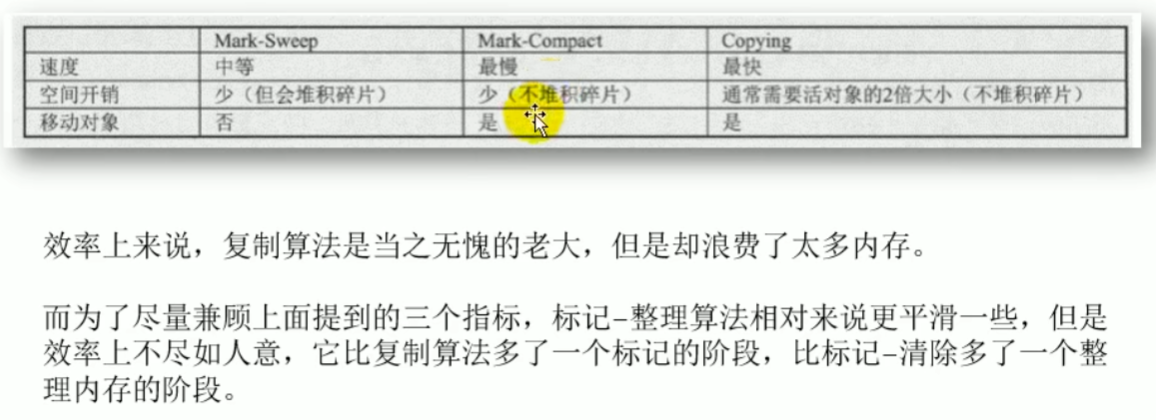 Mark-Sweep Mark-Compact Copying
速度 中等 最慢 最快
空间开销 少（但会堆积碎片） 少（不堆积碎片） 通常需要活对象的2倍大小（不堆积碎片）
移动对象 否 是 是
效率上来说，复制算法是当之无愧的老大，但是却浪费了太多内存。
而为了尽量兼顾上面提到的三个指标，标记-整理算法相对来说更平滑一些，但是
效率上不尽如人意，它比复制算法多了一个标记的阶段，比标记-清除多了一个整
理内存的阶段。